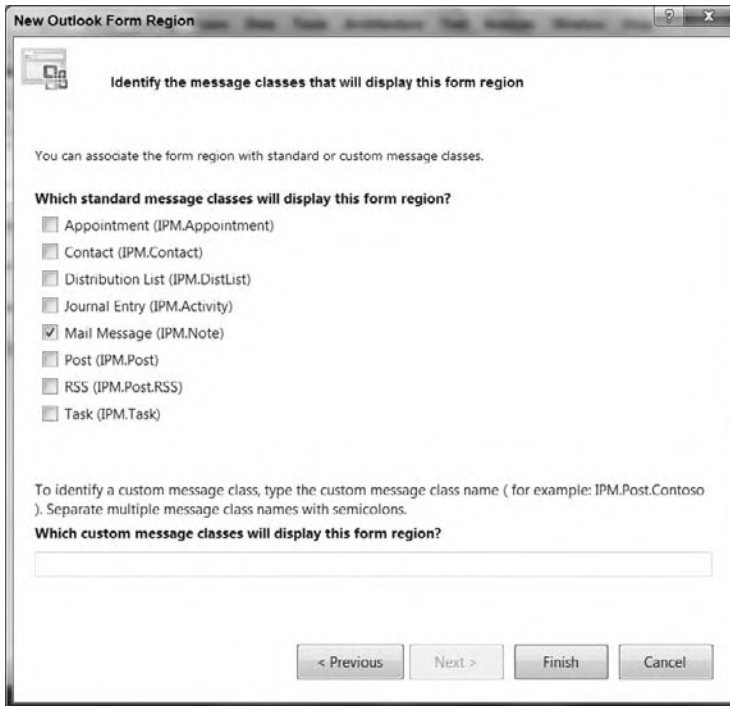 New Outlook Form Region
Identify the message classes that will display this form region
You can associate the form region with standard or custom message classes.
Which standard message classes will display this form region?
Appointment (IPM.Appointment)
Contact (IPM.Contact)
Distribution List (IPM.DistList)
Journal Entry (IPM.Activity)
Mail Message (IPM.Note)
Post (IPM.Post)
RSS (IPM.Post.RSS)
Task (IPM.Task)
To identify a custom message class, type the custom message class name ( for example: IPM.Post.Contoso
). Separate multiple message class names with semicolons.
Which custom message classes will display this form region?
< Previous Next > Finish Cancel